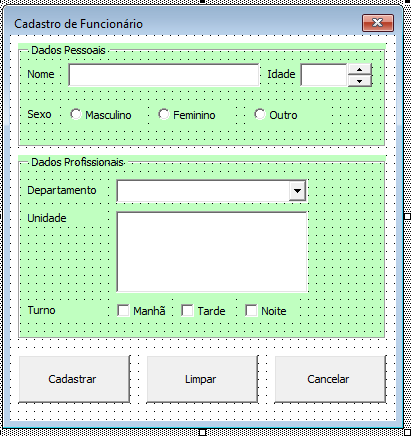 Cadastro de Funcionário
Dados Pessoais
Nome Idade
Sexo Masculino Feminino Outro
Dados Profissionais
Departamento
Unidade
Turno Manhã Tarde Noite
Cadastrar Limpar Cancelar